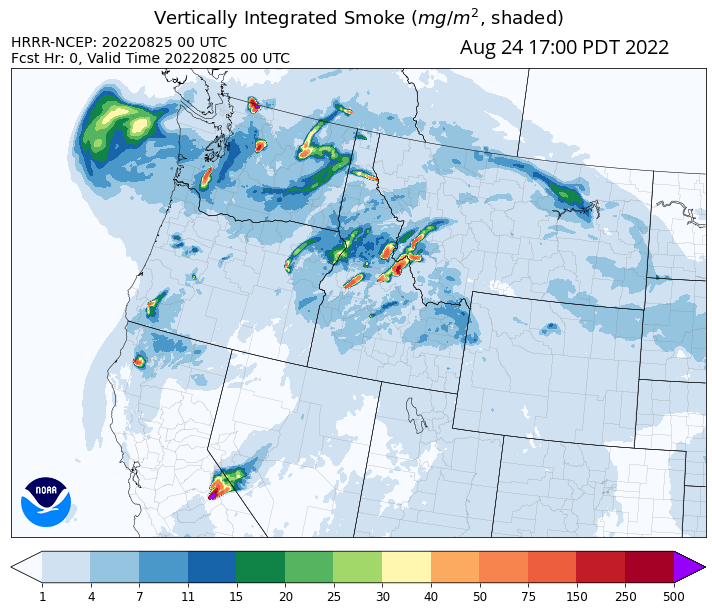 Vertically Integrated Smoke (mg/m², shaded)
HRRR-NCEP: 20220825 00 UTC
Aug 24 17:00 PDT 2022
Fcst Hr: 0, Valid Time 20220825 00 UTC
NOAA
1 4 7 11 15 20 25 30 40 50 75 150 250 500